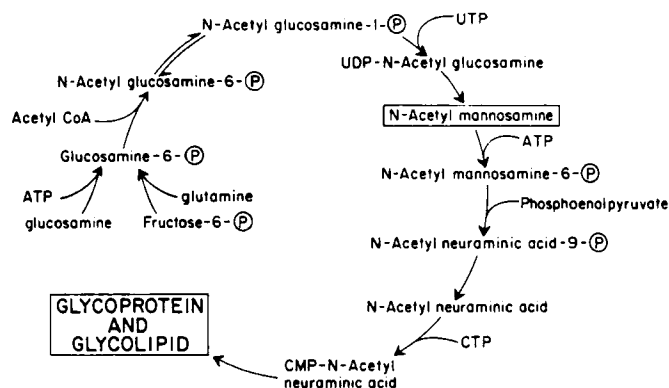 N-Acetyl glucosamine-1-Ⓟ
UTP
N-Acetyl glucosamine-6-Ⓟ
UDP-N-Acetyl glucosamine
Acetyl CoA
N-Acetyl mannosamine
ATP
Glucosamine-6-Ⓟ
N-Acetyl mannosamine-6-Ⓟ
ATP
glutamine
Phosphoenolpyruvate
glucosamine
Fructose-6-Ⓟ
N-Acetyl neuraminic acid-9-Ⓟ
GLYCOPROTEIN
AND
GLYCOLIPID
N-Acetyl neuraminic acid
CTP
CMP-N-Acetyl
neuraminic acid